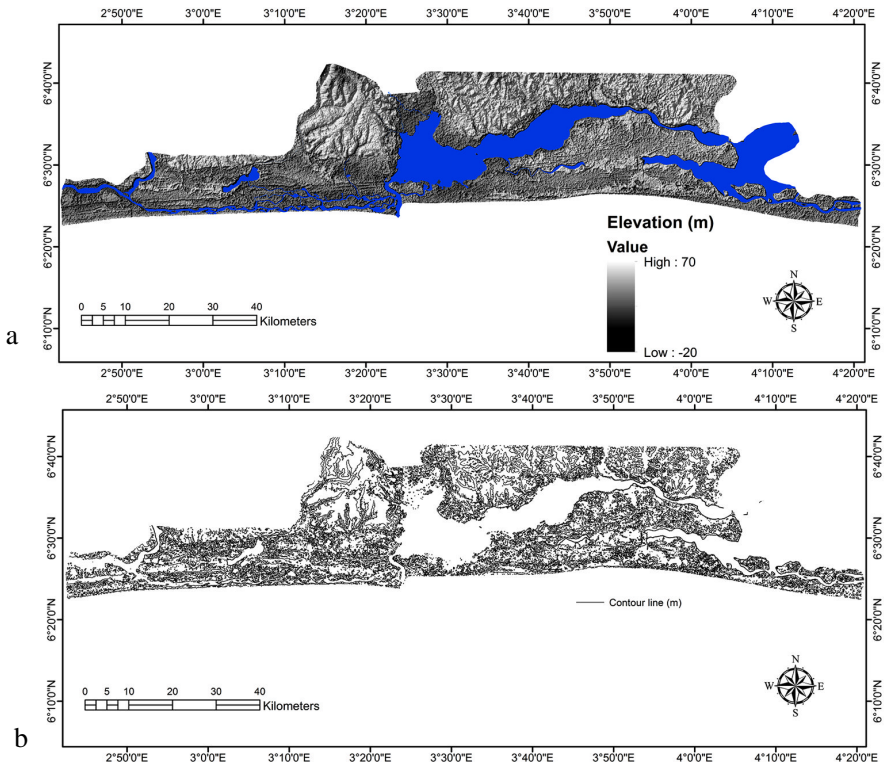 2°50'0"E 3°0'0"E 3°10'0"E 3°20'0"E 3°30'0"E 3°40'0"E 3°50'0"E 4°0'0"E 4°10'0"E 4°20'0"E
6°40'0"N 6°40'0"N
6°30'0"N 6°30'0"N
6°20'0"N 6°20'0"N
6°10'0"N 6°10'0"N
Elevation (m)
Value
High : 70
Low : -20
N
W E
S
0 5 10 20 30 40
Kilometers
a
2°50'0"E 3°0'0"E 3°10'0"E 3°20'0"E 3°30'0"E 3°40'0"E 3°50'0"E 4°0'0"E 4°10'0"E 4°20'0"E
2°50'0"E 3°0'0"E 3°10'0"E 3°20'0"E 3°30'0"E 3°40'0"E 3°50'0"E 4°0'0"E 4°10'0"E 4°20'0"E
6°40'0"N 6°40'0"N
6°30'0"N 6°30'0"N
6°20'0"N 6°20'0"N
6°10'0"N 6°10'0"N
Contour line (m)
N
W E
S
0 5 10 20 30 40
Kilometers
b
2°50'0"E 3°0'0"E 3°10'0"E 3°20'0"E 3°30'0"E 3°40'0"E 3°50'0"E 4°0'0"E 4°10'0"E 4°20'0"E